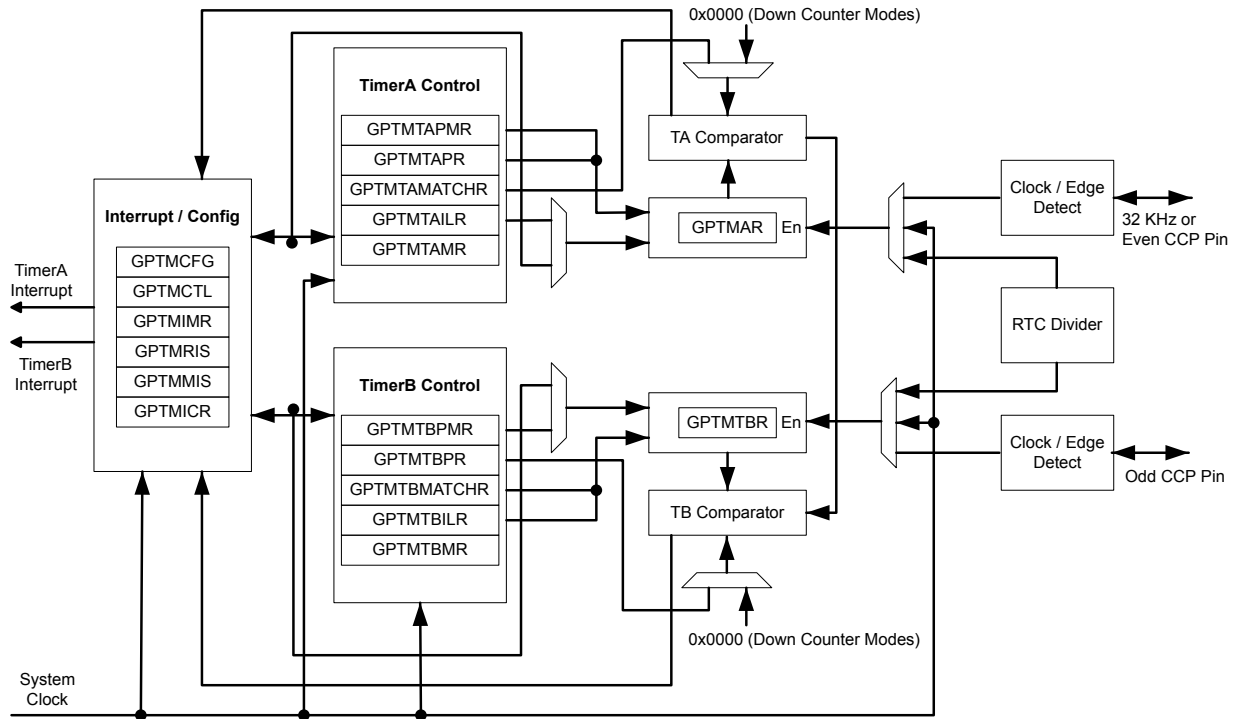 0x0000 (Down Counter Modes)
TimerA Control
GPTMTAPMR
GPTMTAPR
GPTMTAMATCHR
GPTMTAILR
GPTMTAMR
TA Comparator
GPTMAR
En
Clock / Edge
Detect
32 KHz or
Even CCP Pin
Interrupt / Config
GPTMCFG
GPTMCTL
GPTMIMR
GPTMRIS
GPTMMIS
GPTMICR
TimerA
Interrupt
TimerB
Interrupt
RTC Divider
TimerB Control
GPTMTBPMR
GPTMTBPR
GPTMTBMATCHR
GPTMTBILR
GPTMTBMR
GPTMTBR
En
TB Comparator
Clock / Edge
Detect
Odd CCP Pin
0x0000 (Down Counter Modes)
System
Clock